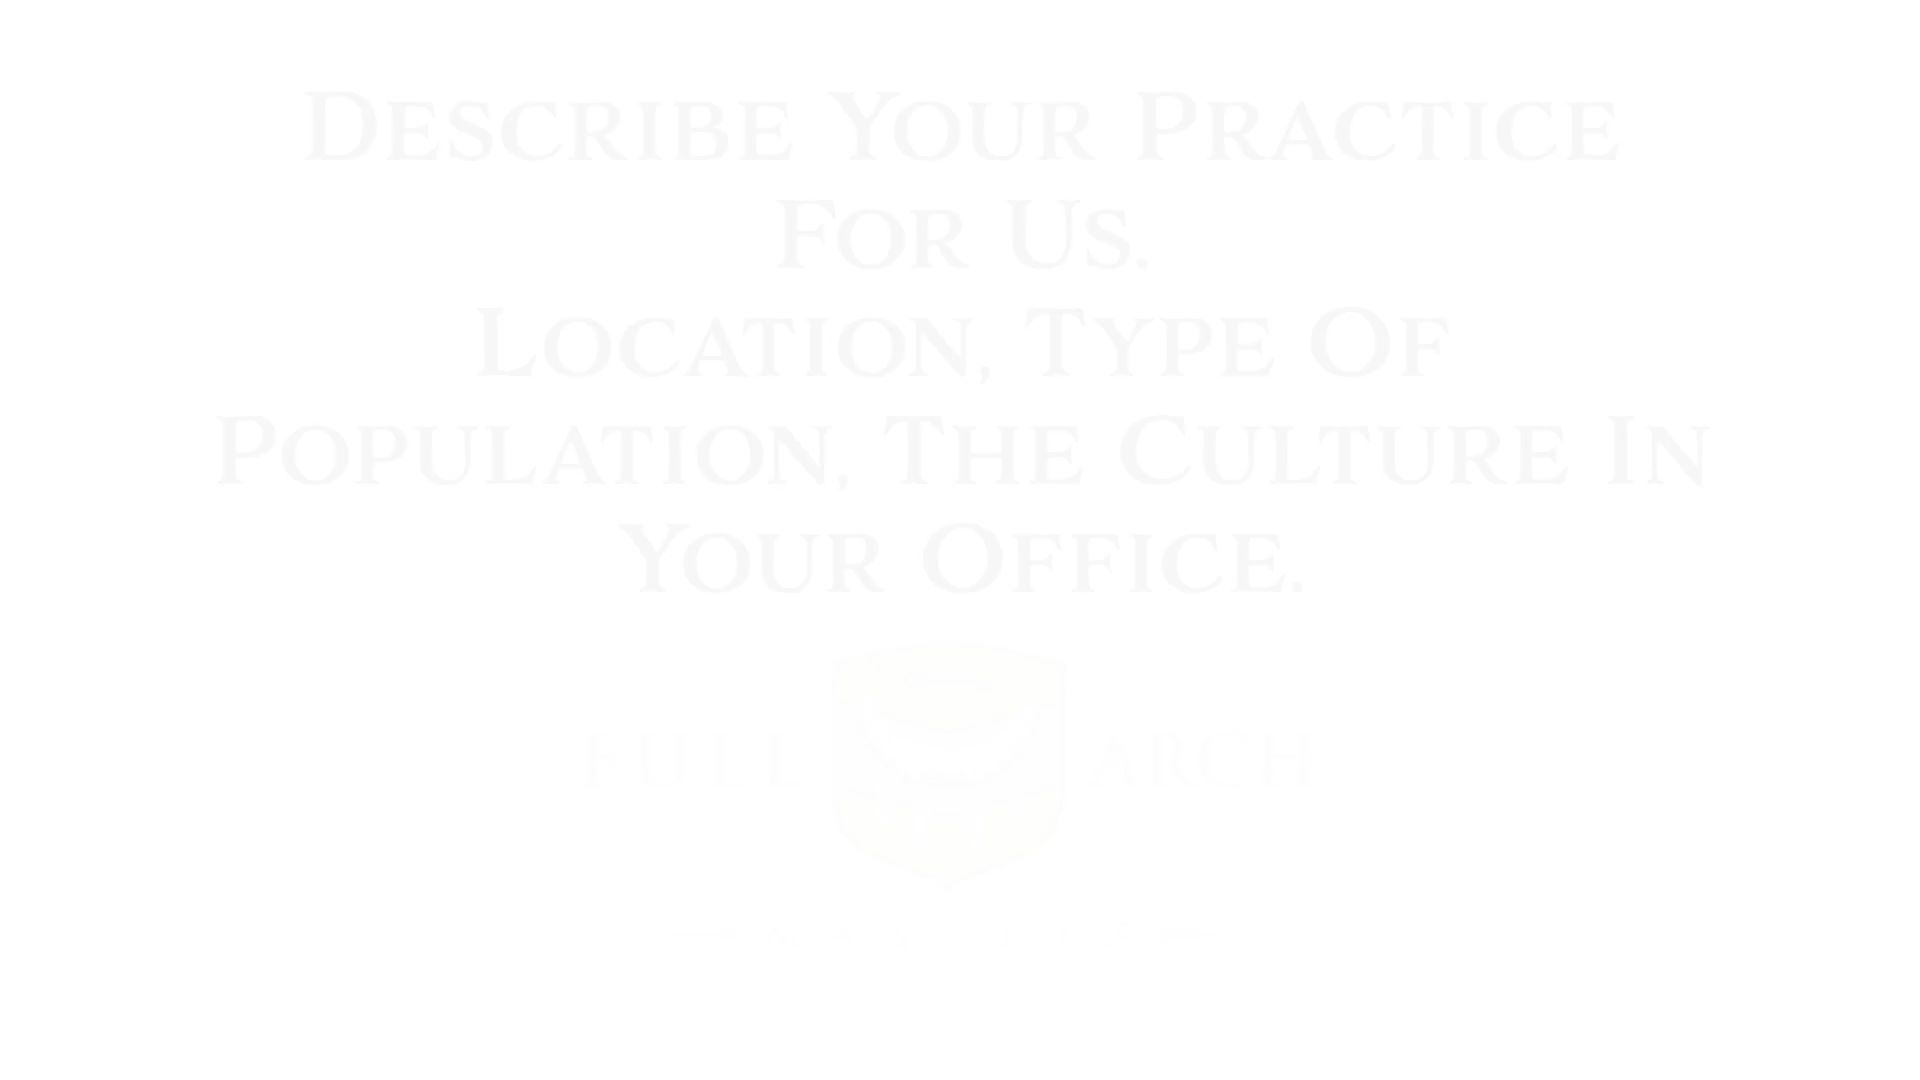 Describe Your Practice
For Us.
Location, Type Of
Population, The Culture In
Your Office.
FULL ARCH